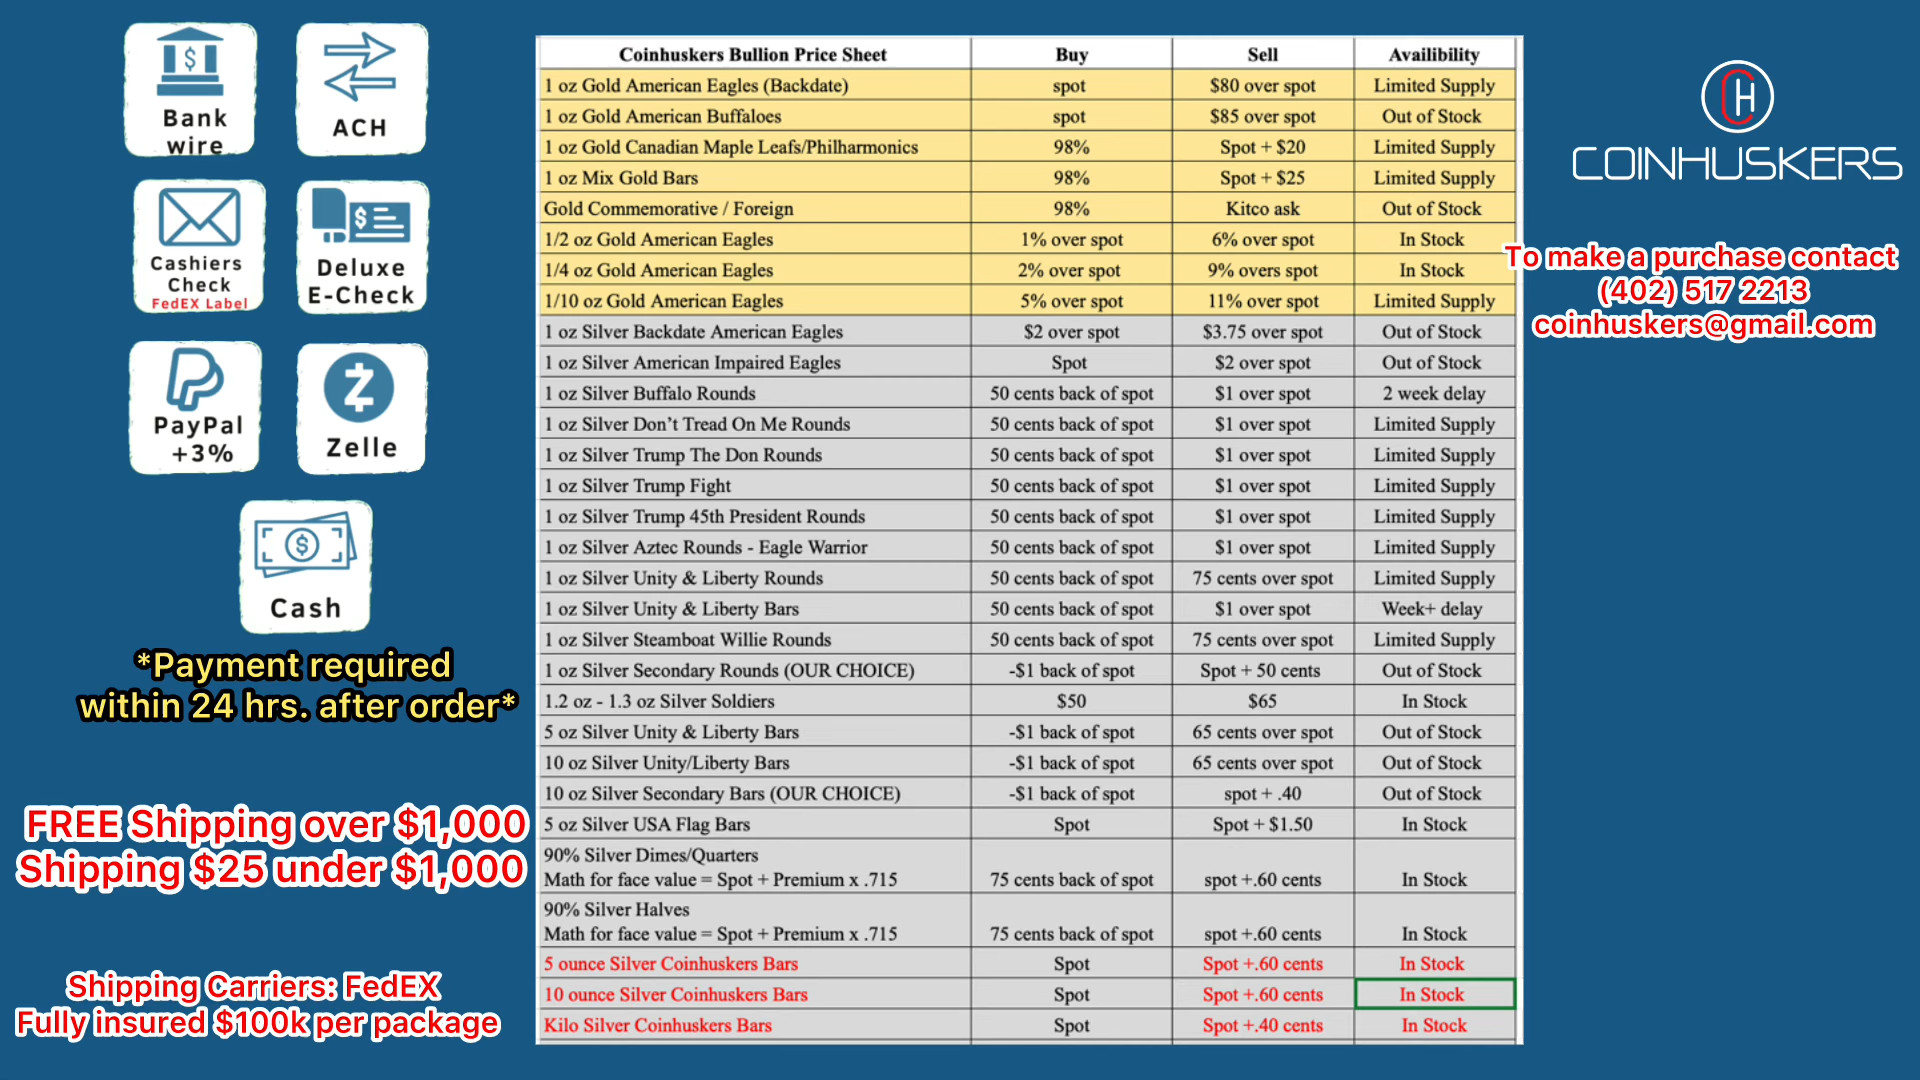 Bank
wire
ACH
Cashiers
Check
FedEX Label
Deluxe
E-Check
PayPal
+3%
Zelle
Cash
*Payment required
within 24 hrs. after order*
FREE Shipping over $1,000
Shipping $25 under $1,000
Shipping Carriers: FedEX
Fully insured $100k per package
Coinhuskers Bullion Price Sheet Buy Sell Availibility
1 oz Gold American Eagles (Backdate) spot $80 over spot Limited Supply
1 oz Gold American Buffaloes spot $85 over spot Out of Stock
1 oz Gold Canadian Maple Leafs/Philharmonics 98% Spot + $20 Limited Supply
1 oz Mix Gold Bars 98% Spot + $25 Limited Supply
Gold Commemorative / Foreign 98% Kitco ask Out of Stock
1/2 oz Gold American Eagles 1% over spot 6% over spot In Stock
1/4 oz Gold American Eagles 2% over spot 9% overs spot In Stock
1/10 oz Gold American Eagles 5% over spot 11% over spot Limited Supply
1 oz Silver Backdate American Eagles $2 over spot $3.75 over spot Out of Stock
1 oz Silver American Impaired Eagles Spot $2 over spot Out of Stock
1 oz Silver Buffalo Rounds 50 cents back of spot $1 over spot 2 week delay
1 oz Silver Don't Tread On Me Rounds 50 cents back of spot $1 over spot Limited Supply
1 oz Silver Trump The Don Rounds 50 cents back of spot $1 over spot Limited Supply
1 oz Silver Trump Fight 50 cents back of spot $1 over spot Limited Supply
1 oz Silver Trump 45th President Rounds 50 cents back of spot $1 over spot Limited Supply
1 oz Silver Aztec Rounds - Eagle Warrior 50 cents back of spot $1 over spot Limited Supply
1 oz Silver Unity & Liberty Rounds 50 cents back of spot 75 cents over spot Limited Supply
1 oz Silver Unity & Liberty Bars 50 cents back of spot $1 over spot Week+ delay
1 oz Silver Steamboat Willie Rounds 50 cents back of spot 75 cents over spot Limited Supply
1 oz Silver Secondary Rounds (OUR CHOICE) -$1 back of spot Spot + 50 cents Out of Stock
1.2 oz - 1.3 oz Silver Soldiers $50 $65 In Stock
5 oz Silver Unity & Liberty Bars -$1 back of spot 65 cents over spot Out of Stock
10 oz Silver Unity/Liberty Bars -$1 back of spot 65 cents over spot Out of Stock
10 oz Silver Secondary Bars (OUR CHOICE) -$1 back of spot spot + .40 Out of Stock
5 oz Silver USA Flag Bars Spot Spot + $1.50 In Stock
90% Silver Dimes/Quarters
Math for face value = Spot + Premium x .715 75 cents back of spot spot +.60 cents In Stock
90% Silver Halves
Math for face value = Spot + Premium x .715 75 cents back of spot spot +.60 cents In Stock
5 ounce Silver Coinhuskers Bars Spot Spot +.60 cents In Stock
10 ounce Silver Coinhuskers Bars Spot Spot +.60 cents In Stock
Kilo Silver Coinhuskers Bars Spot Spot +.40 cents In Stock
CH
COINHUSKERS
To make a purchase contact
(402) 517 2213
coinhuskers@gmail.com